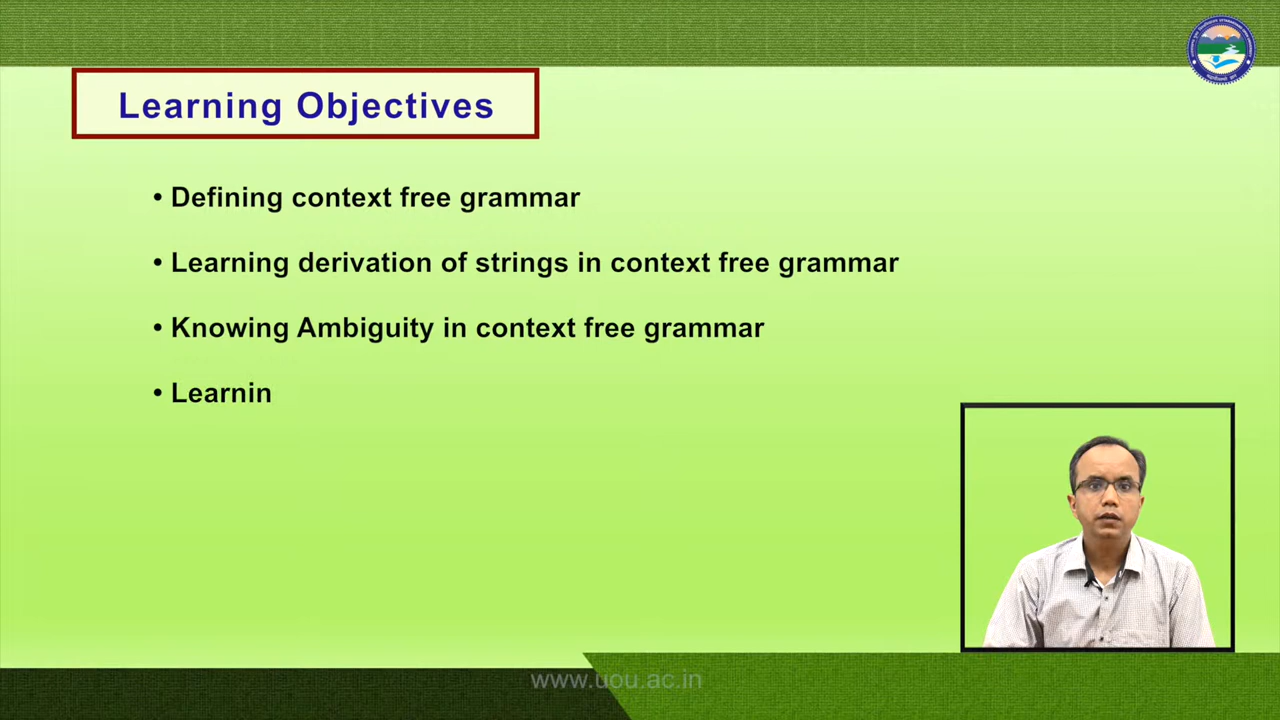 Learning Objectives
• Defining context free grammar
• Learning derivation of strings in context free grammar
• Knowing Ambiguity in context free grammar
• Learnin
www.uou.ac.in